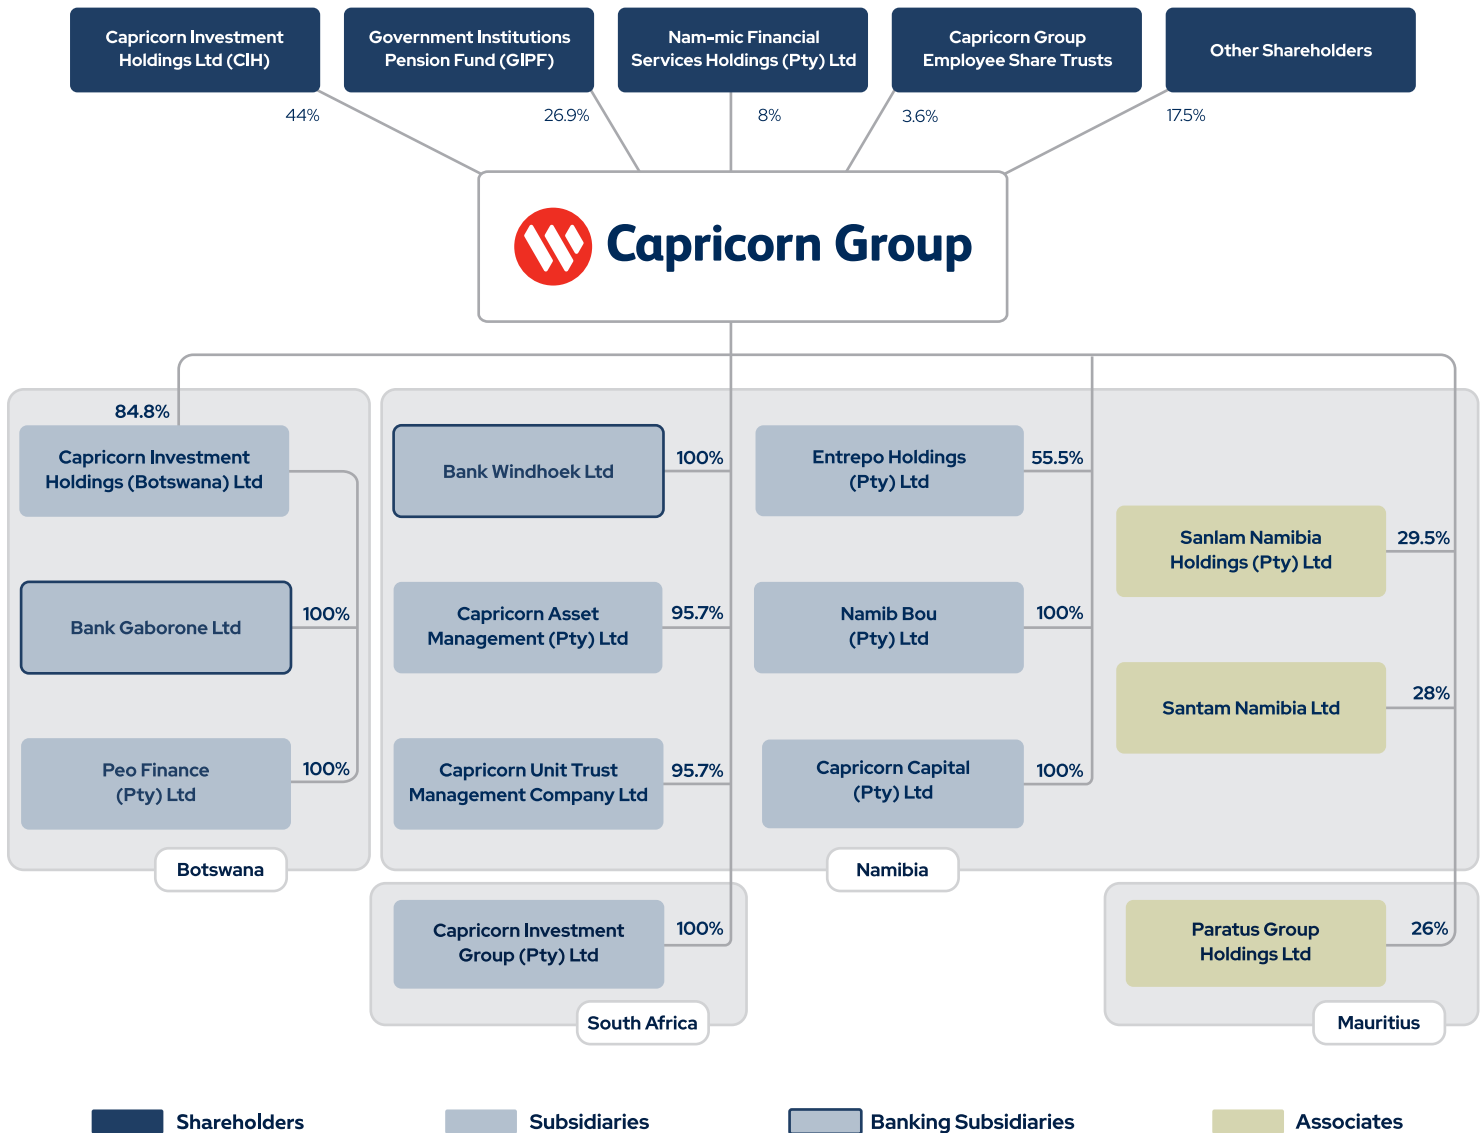 Capricorn Investment
Holdings Ltd (CIH)
Government Institutions
Pension Fund (GIPF)
Nam-mic Financial
Services Holdings (Pty) Ltd
Capricorn Group
Employee Share Trusts
Other Shareholders
44%
26.9%
8%
3.6%
17.5%
Capricorn Group
84.8%
Capricorn Investment
Holdings (Botswana) Ltd
Bank Gaborone Ltd
100%
Peo Finance
(Pty) Ltd
100%
Botswana
Bank Windhoek Ltd
100%
Capricorn Asset
Management (Pty) Ltd
95.7%
Capricorn Unit Trust
Management Company Ltd
95.7%
Entrepo Holdings
(Pty) Ltd
55.5%
Namib Bou
(Pty) Ltd
100%
Capricorn Capital
(Pty) Ltd
100%
Sanlam Namibia
Holdings (Pty) Ltd
29.5%
Santam Namibia Ltd
28%
Namibia
Capricorn Investment
Group (Pty) Ltd
100%
South Africa
Paratus Group
Holdings Ltd
26%
Mauritius
Shareholders
Subsidiaries
Banking Subsidiaries
Associates